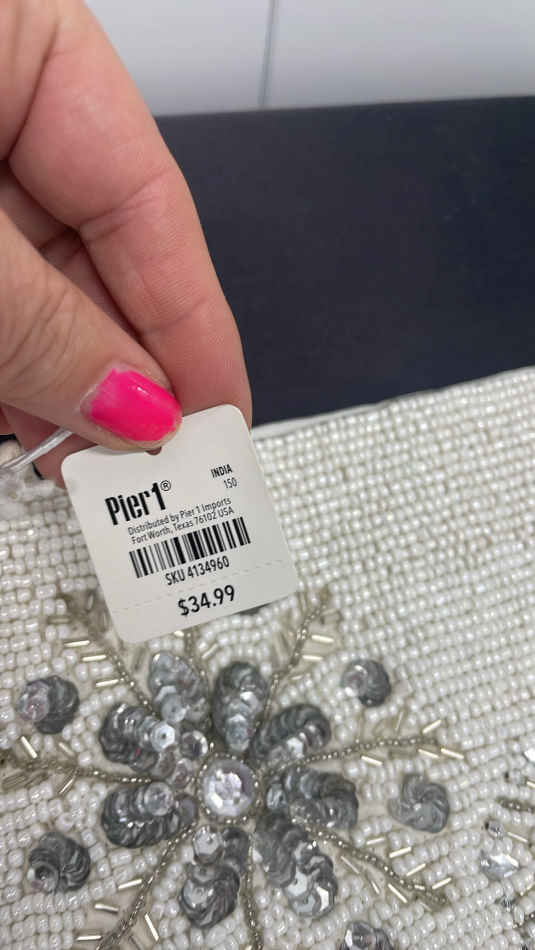 Pier1®
INDIA
150
Distributed by Pier 1 Imports
Fort Worth, Texas 76102 USA
SKU 4134960
$34.99